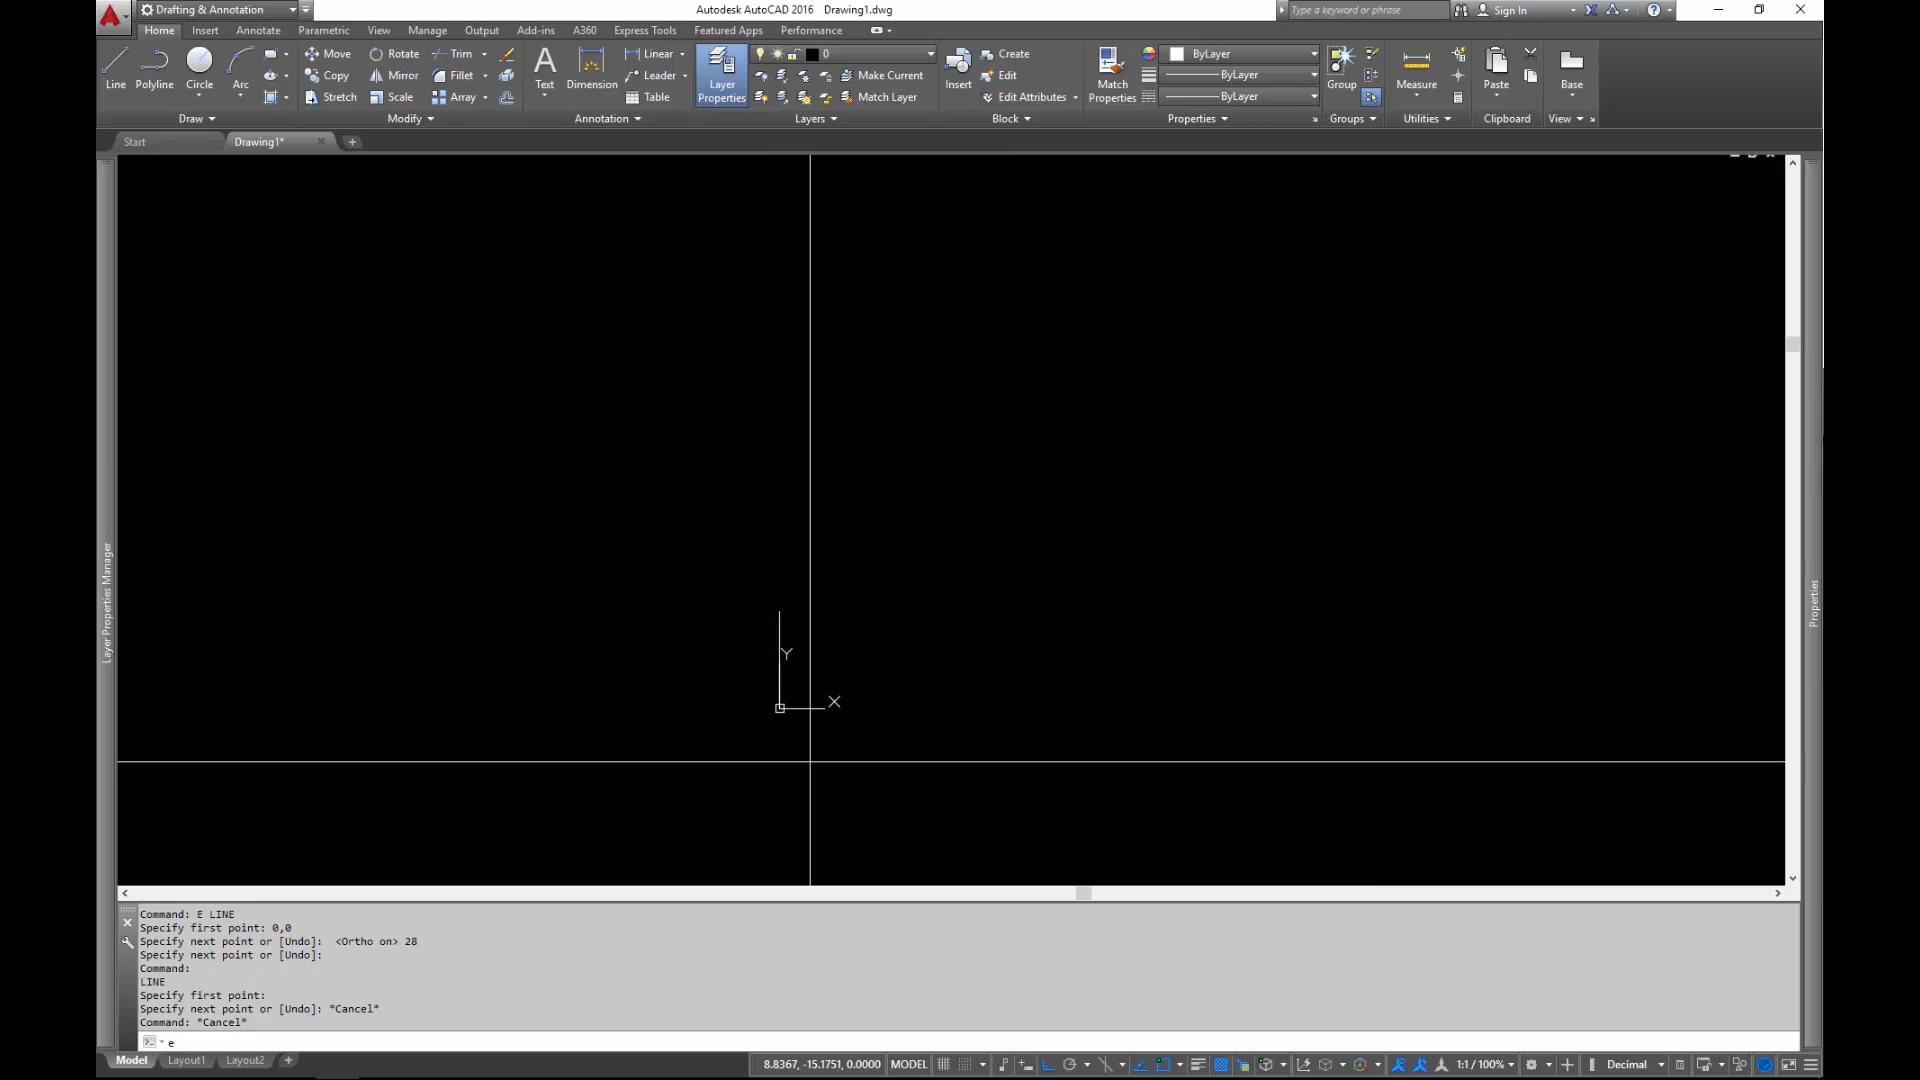 Drafting & Annotation
Autodesk AutoCAD 2016 Drawing1.dwg
Type a keyword or phrase
Sign In
Home Insert Annotate Parametric View Manage Output Add-ins A360 Express Tools Featured Apps Performance
Line
Polyline
Circle
Arc
Draw
Move Rotate Trim
Copy Mirror Fillet
Stretch Scale Array
Modify
Text
Dimension
Linear
Leader
Table
Annotation
Layer
Properties
0
Make Current
Match Layer
Layers
Insert
Create
Edit
Edit Attributes
Block
Match
Properties
ByLayer
ByLayer
ByLayer
Properties
Group
Groups
Measure
Utilities
Paste
Clipboard
Base
View
Start
Drawing1*
Layer Properties Manager
Properties
Y
X
Command: E LINE
Specify first point: 0,0
Specify next point or [Undo]: <Ortho on> 28
Specify next point or [Undo]:
Command:
LINE
Specify first point:
Specify next point or [Undo]: *Cancel*
Command: *Cancel*
e
Model Layout1 Layout2
8.8367, -15.1751, 0.0000 MODEL
1:1 / 100%
Decimal